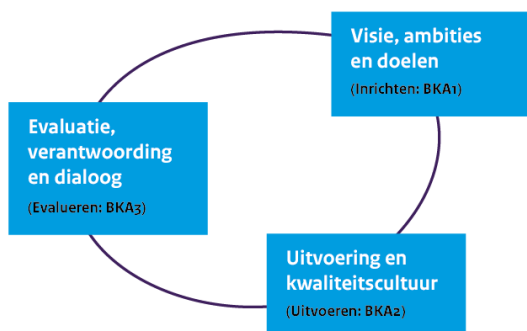 Visie, ambities
en doelen
(Inrichten: BKA1)
Evaluatie,
verantwoording
en dialoog
(Evalueren: BKA3)
Uitvoering en
kwaliteitscultuur
(Uitvoeren: BKA2)